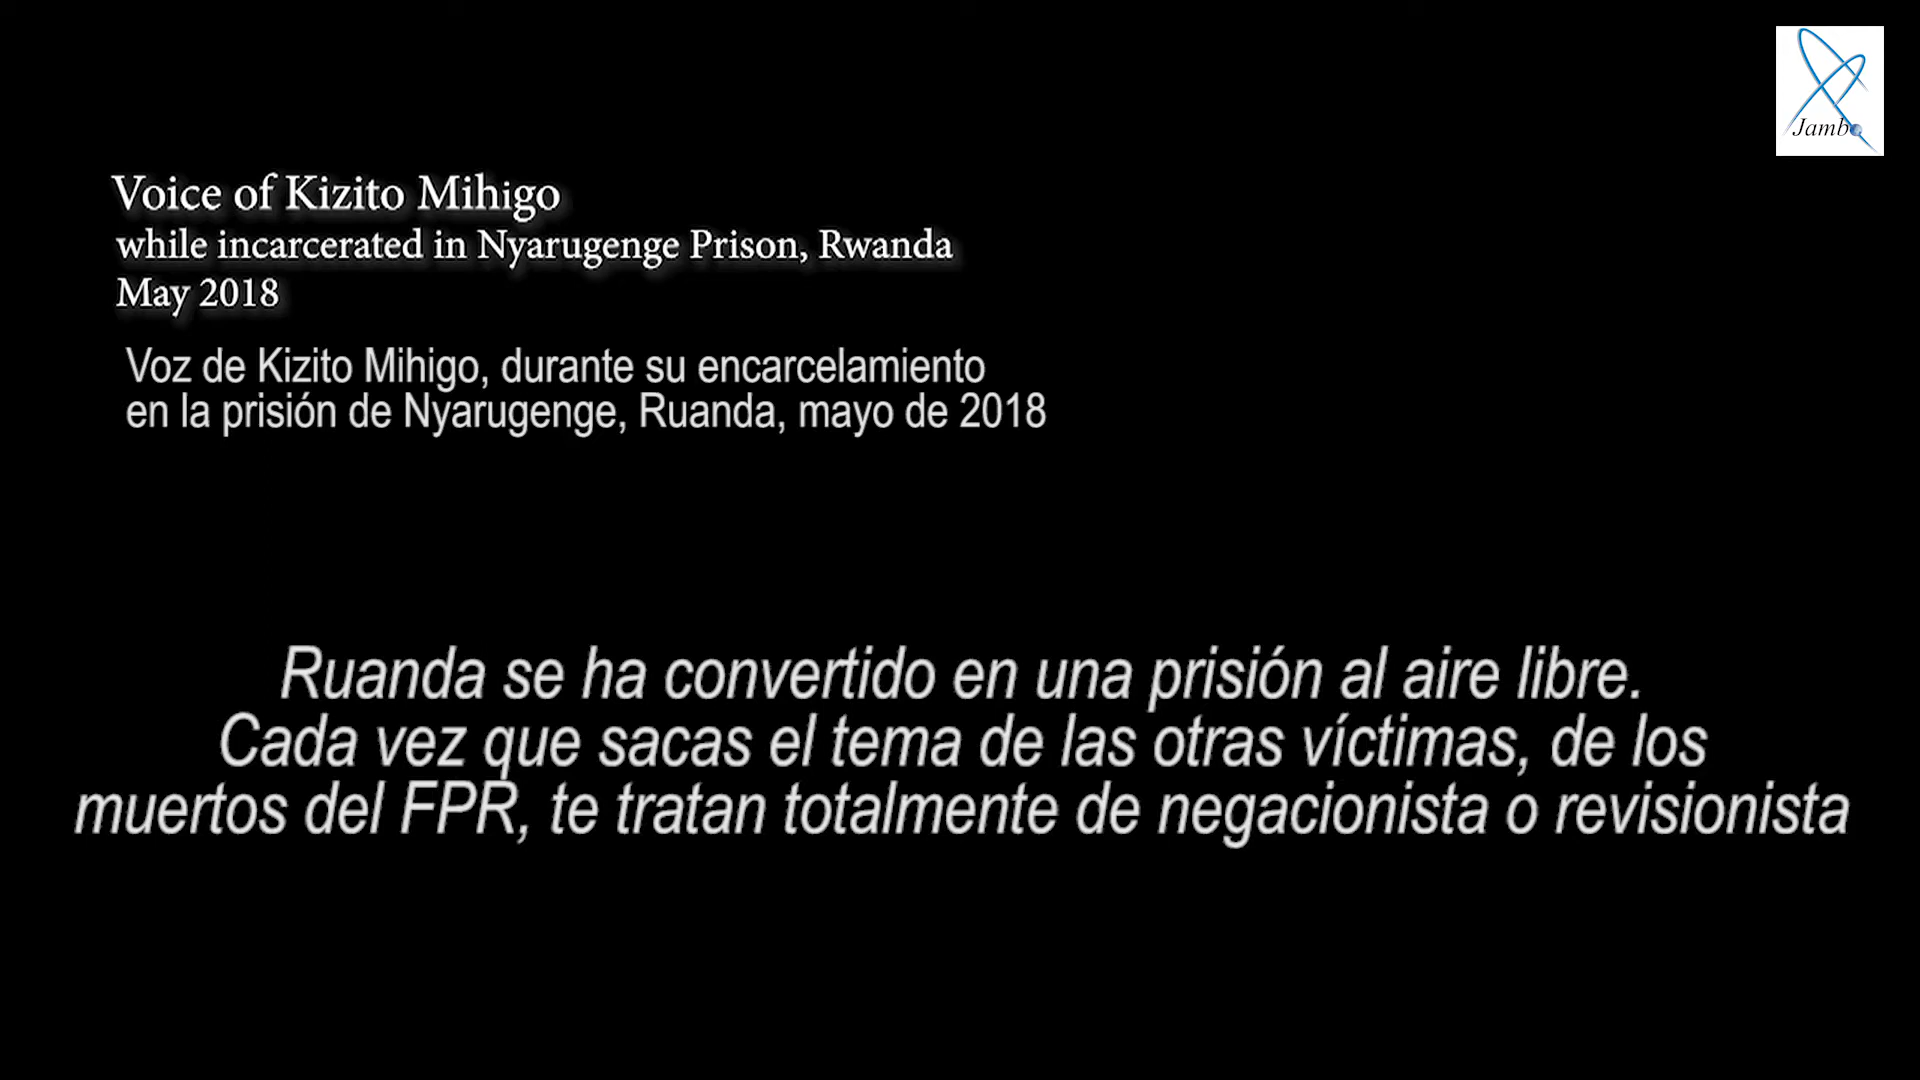 Jambo
Voice of Kizito Mihigo
while incarcerated in Nyarugenge Prison, Rwanda
May 2018
Voz de Kizito Mihigo, durante su encarcelamiento
en la prisión de Nyarugenge, Ruanda, mayo de 2018
Ruanda se ha convertido en una prisión al aire libre.
Cada vez que sacas el tema de las otras víctimas, de los
muertos del FPR, te tratan totalmente de negacionista o revisionista